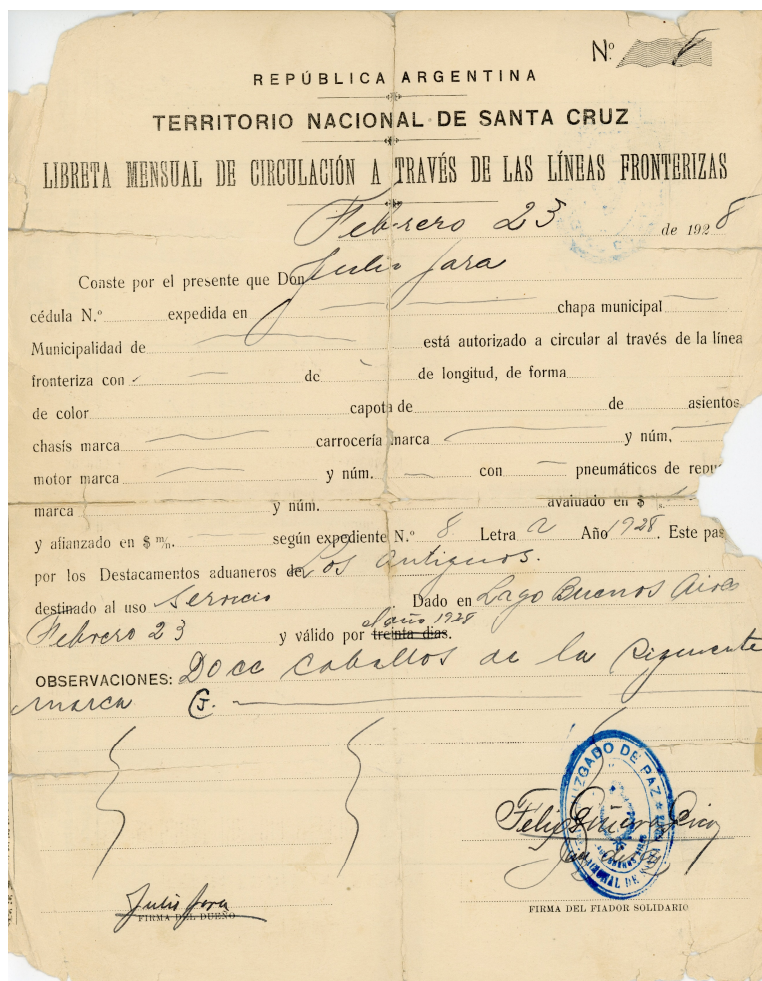 Nº
REPÚBLICA ARGENTINA
TERRITORIO NACIONAL DE SANTA CRUZ
LIBRETA MENSUAL DE CIRCULACIÓN A TRAVÉS DE LAS LÍNEAS FRONTERIZAS
Febrero 23 de 1928
Conste por el presente que Don Julio Jara
cédula N.º expedida en chapa municipal
Municipalidad de está autorizado a circular al través de la línea
fronteriza con de de longitud, de forma
de color capota de de asientos
chasís marca carrocería marca y núm.
motor marca y núm. con pneumáticos de repu
marca y núm. avaluado en $
y afianzado en $ m/n. según expediente N.º 8 Letra Año 1928. Este pas
por los Destacamentos aduaneros de Los Antiguos.
destinado al uso Servicio Dado en Lago Buenos Aires
el año 1928
Febrero 23 y válido por treinta dias.
OBSERVACIONES: Doce caballos de la siguiente
marca J.
JUZGADO DE PAZ
Julio Jara
FIRMA DEL DUEÑO
FIRMA DEL FIADOR SOLIDARIO